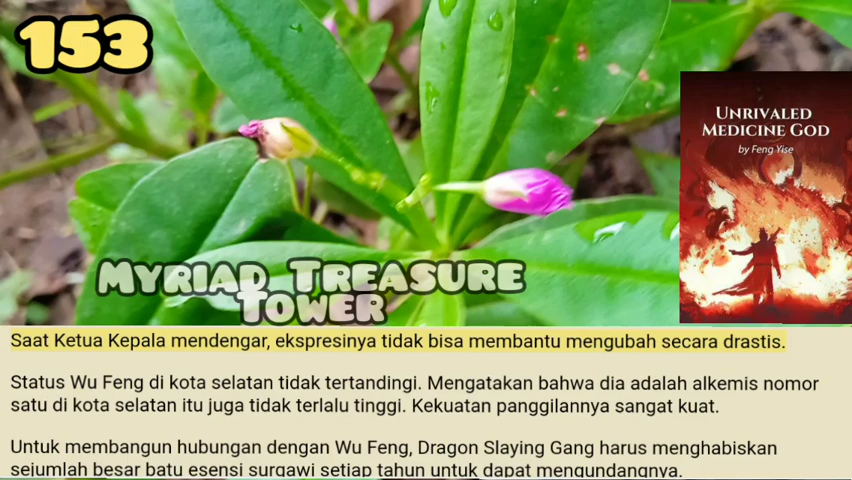 153
UNRIVALED
MEDICINE GOD
by Feng Yise
MYRIAD TREASURE
TOWER
Saat Ketua Kepala mendengar, ekspresinya tidak bisa membantu mengubah secara drastis.
Status Wu Feng di kota selatan tidak tertandingi. Mengatakan bahwa dia adalah alkemis nomor
satu di kota selatan itu juga tidak terlalu tinggi. Kekuatan panggilannya sangat kuat.
Untuk membangun hubungan dengan Wu Feng, Dragon Slaying Gang harus menghabiskan
sejumlah besar batu esensi surgawi setiap tahun untuk dapat mengundangnya.